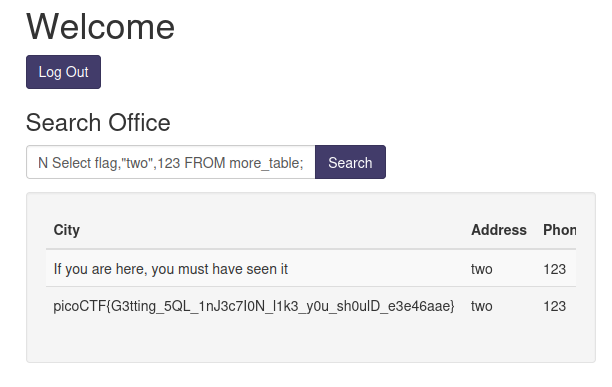 Welcome
Log Out
Search Office
N Select flag,"two",123 FROM more_table; Search
City Address Phon
If you are here, you must have seen it two 123
picoCTF{G3tting_5QL_1nJ3c7I0N_l1k3_y0u_sh0ulD_e3e46aae} two 123